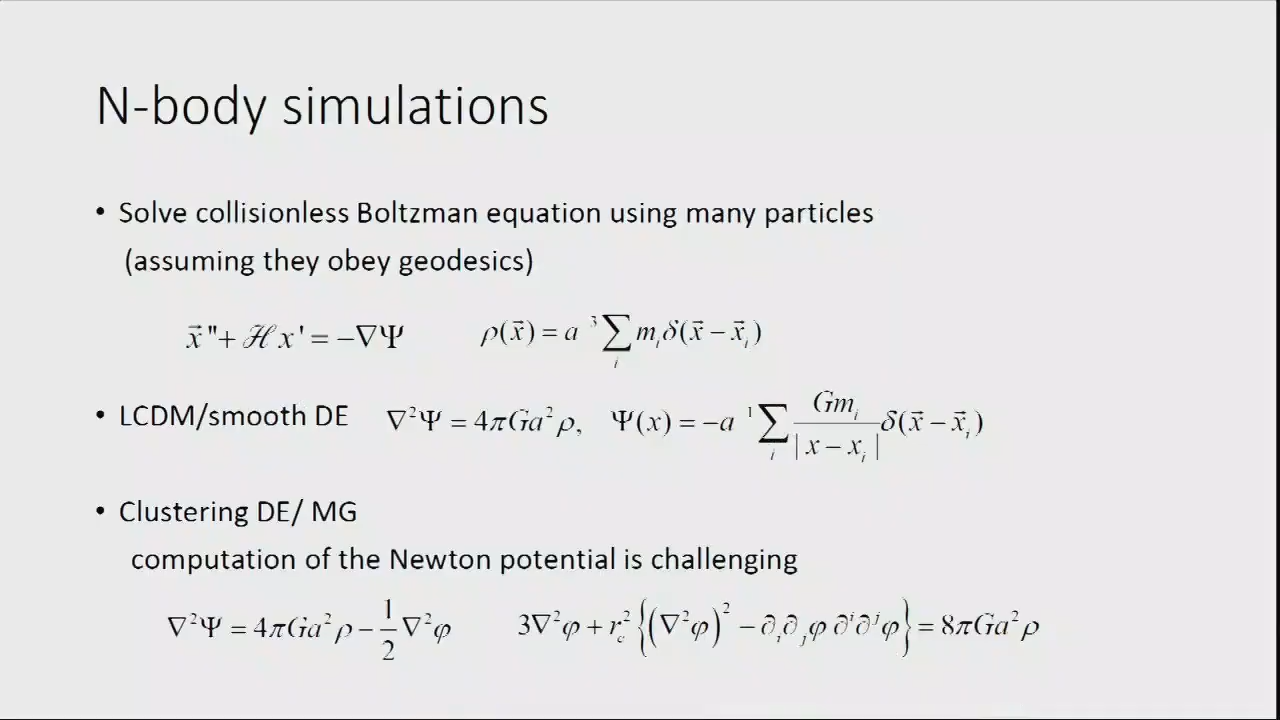 N-body simulations
• Solve collisionless Boltzman equation using many particles
(assuming they obey geodesics)
x⃗ "+ ℋ x ' = −∇Ψ   ρ(x⃗) = a ³∑ᵢ mᵢδ(x⃗ − x⃗ᵢ)
• LCDM/smooth DE   ∇²Ψ = 4πGa²ρ,   Ψ(x) = −a ¹∑ᵢ Gmᵢ / | x − xᵢ | δ(x⃗ − x⃗ᵢ)
• Clustering DE/ MG
computation of the Newton potential is challenging
∇²Ψ = 4πGa²ρ − 1/2 ∇²φ   3∇²φ + r_c² {(∇²φ)² − ∂ᵢ∂ⱼφ ∂ⁱ∂ʲφ} = 8πGa²ρ